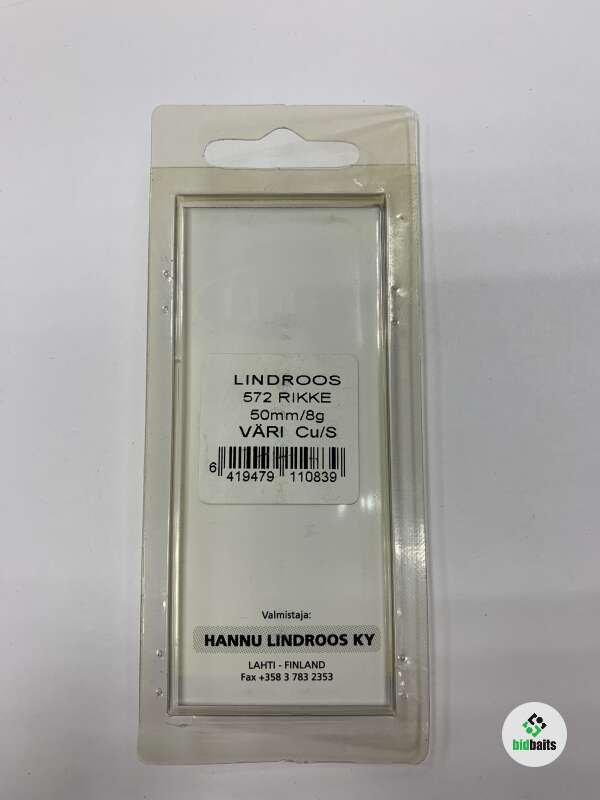 LINDROOS
572 RIKKE
50mm/8g
VÄRI Cu/S
6 419479 110839
Valmistaja:
HANNU LINDROOS KY
LAHTI - FINLAND
Fax +358 3 783 2353
bidbaits